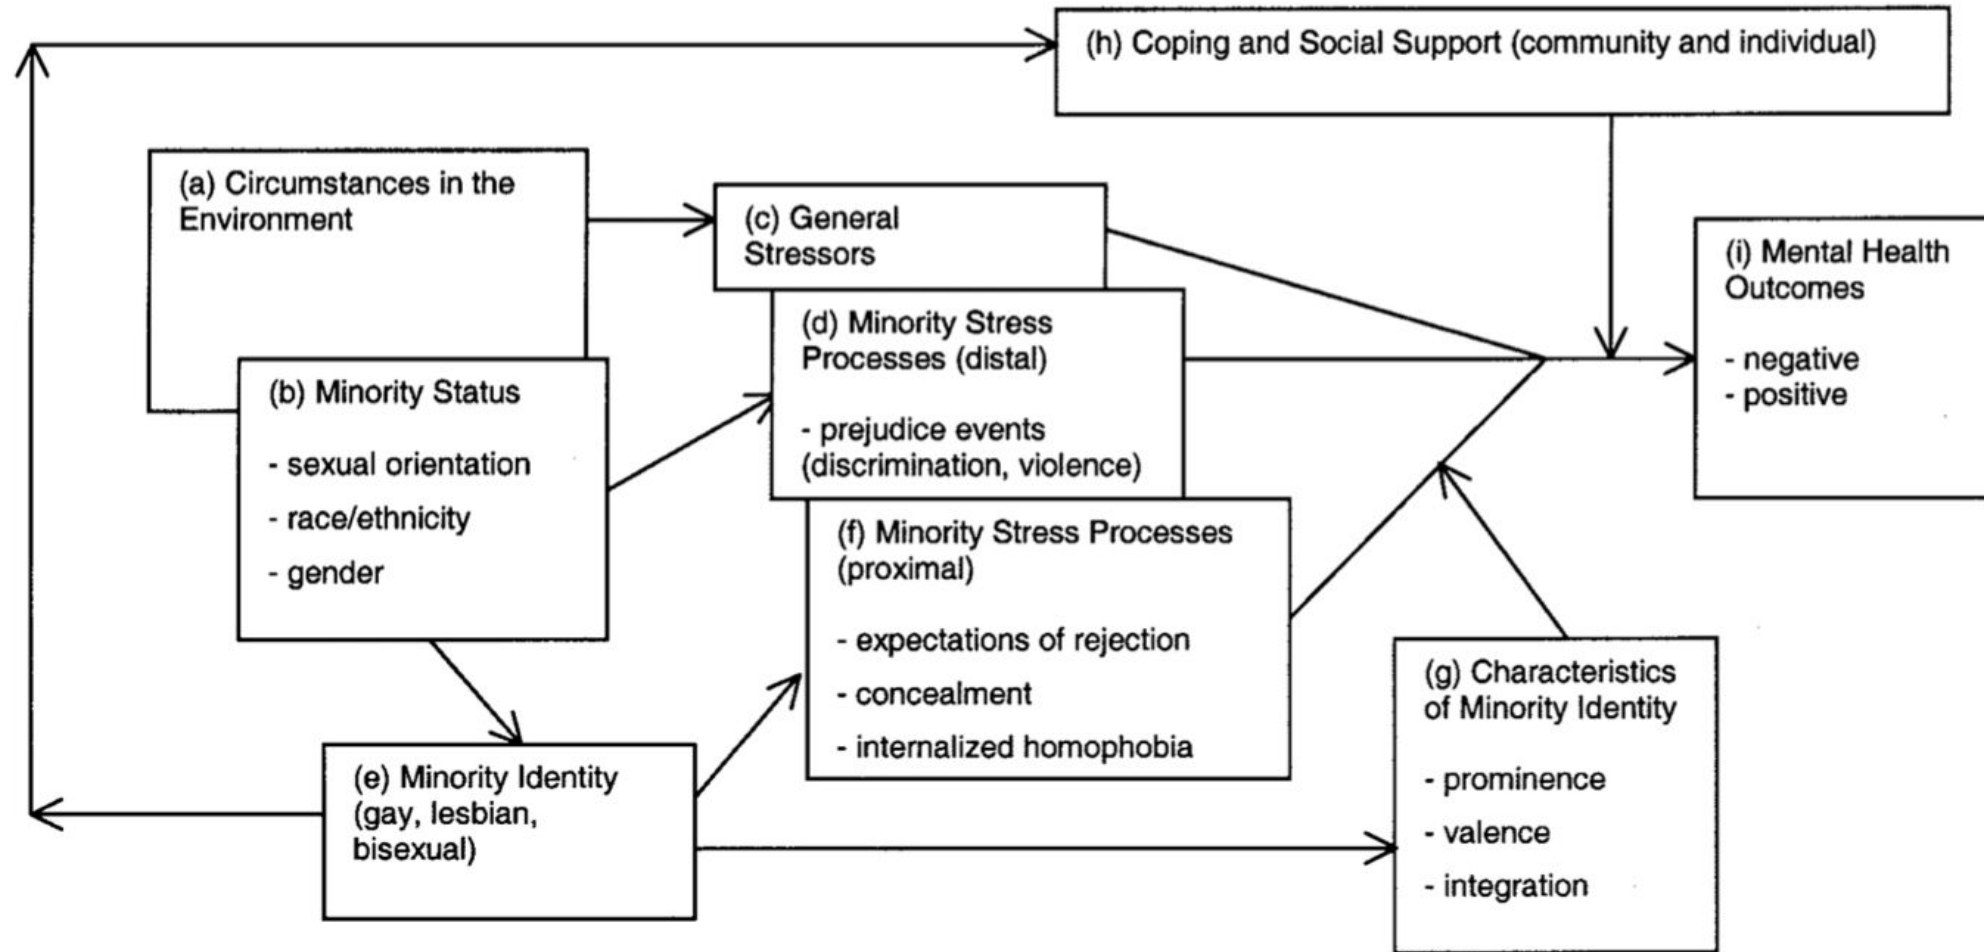 (h) Coping and Social Support (community and individual)
(a) Circumstances in the
Environment
(c) General
Stressors
(i) Mental Health
Outcomes
- negative
- positive
(d) Minority Stress
Processes (distal)
- prejudice events
(discrimination, violence)
(b) Minority Status
- sexual orientation
- race/ethnicity
- gender
(f) Minority Stress Processes
(proximal)
- expectations of rejection
- concealment
- internalized homophobia
(g) Characteristics
of Minority Identity
- prominence
- valence
- integration
(e) Minority Identity
(gay, lesbian,
bisexual)